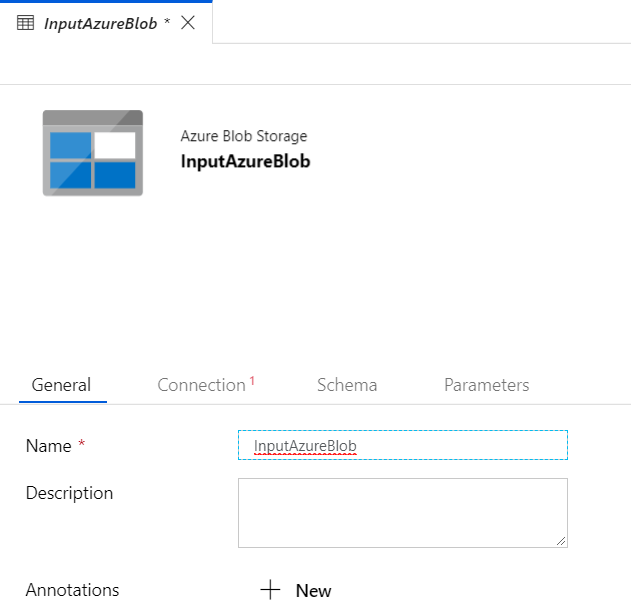 InputAzureBlob *
Azure Blob Storage
InputAzureBlob
General Connection 1 Schema Parameters
Name * InputAzureBlob
Description
Annotations + New